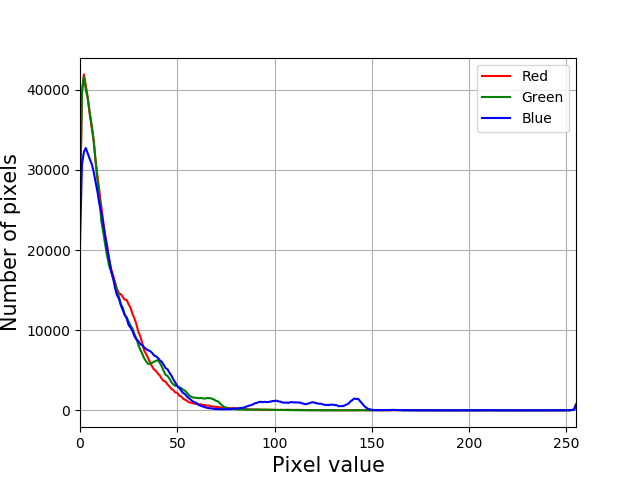 Red
Green
Blue
40000
30000
20000
10000
0
0 50 100 150 200 250
Number of pixels
Pixel value